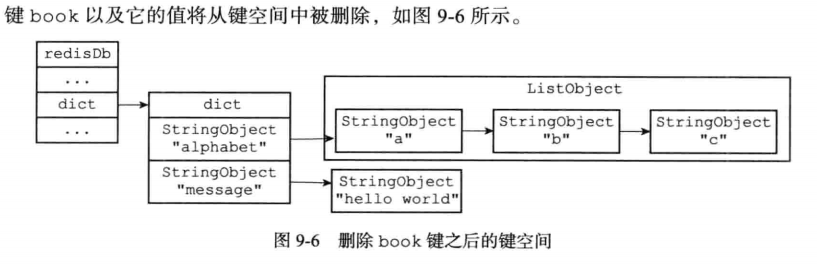 键 book 以及它的值将从键空间中被删除，如图 9-6 所示。
redisDb
...
dict
...
dict
StringObject
"alphabet"
StringObject
"message"
ListObject
StringObject
"a"
StringObject
"b"
StringObject
"c"
StringObject
"hello world"
图 9-6 删除 book 键之后的键空间